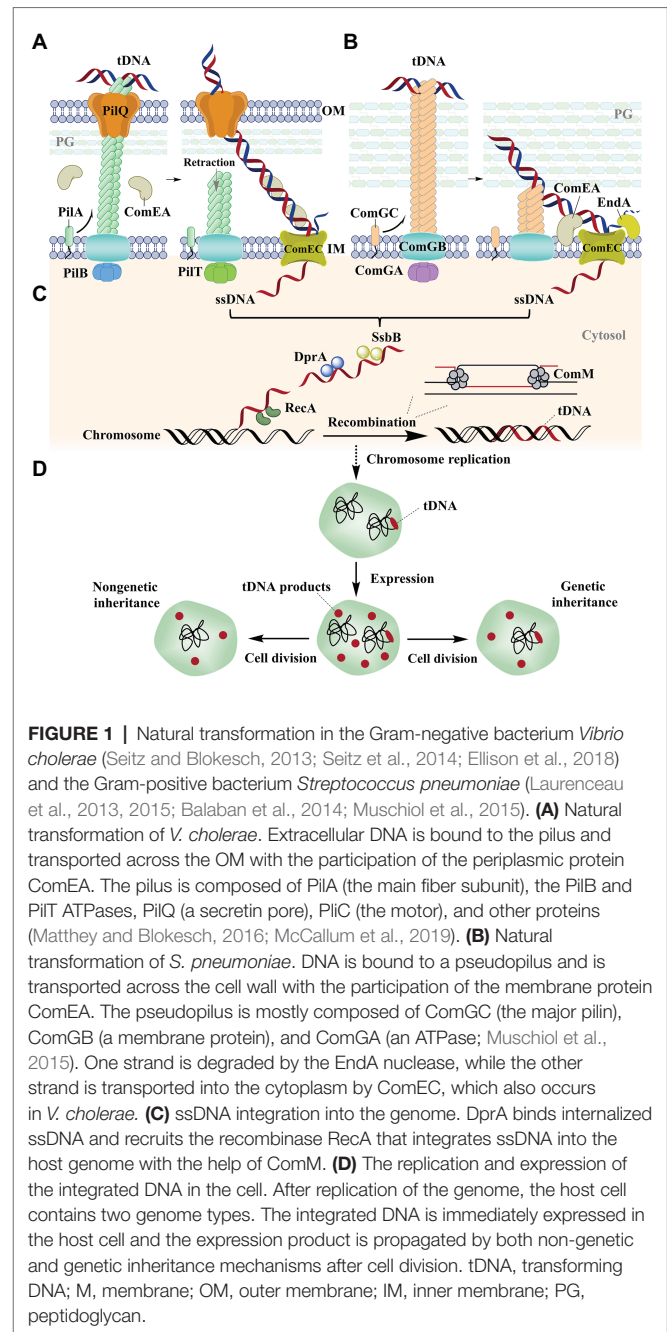 A
B
tDNA
tDNA
PilQ
OM
PG
PG
Retraction
ComEA
EndA
PilA
ComEA
ComGC
ComEC
IM
ComGB
ComEC
PilB
PilT
ComGA
ssDNA
ssDNA
C
SsbB
Cytosol
DprA
ComM
RecA
Recombination
tDNA
Chromosome
D
Chromosome replication
tDNA
Nongenetic
inheritance
tDNA products
Expression
Genetic
inheritance
Cell division
Cell division
FIGURE 1 | Natural transformation in the Gram-negative bacterium Vibrio
cholerae (Seitz and Blokesch, 2013; Seitz et al., 2014; Ellison et al., 2018)
and the Gram-positive bacterium Streptococcus pneumoniae (Laurenceau
et al., 2013, 2015; Balaban et al., 2014; Muschiol et al., 2015). (A) Natural
transformation of V. cholerae. Extracellular DNA is bound to the pilus and
transported across the OM with the participation of the periplasmic protein
ComEA. The pilus is composed of PilA (the main fiber subunit), the PilB and
PilT ATPases, PilQ (a secretin pore), PliC (the motor), and other proteins
(Matthey and Blokesch, 2016; McCallum et al., 2019). (B) Natural
transformation of S. pneumoniae. DNA is bound to a pseudopilus and is
transported across the cell wall with the participation of the membrane protein
ComEA. The pseudopilus is mostly composed of ComGC (the major pilin),
ComGB (a membrane protein), and ComGA (an ATPase; Muschiol et al.,
2015). One strand is degraded by the EndA nuclease, while the other
strand is transported into the cytoplasm by ComEC, which also occurs
in V. cholerae. (C) ssDNA integration into the genome. DprA binds internalized
ssDNA and recruits the recombinase RecA that integrates ssDNA into the
host genome with the help of ComM. (D) The replication and expression of
the integrated DNA in the cell. After replication of the genome, the host cell
contains two genome types. The integrated DNA is immediately expressed in
the host cell and the expression product is propagated by both non-genetic
and genetic inheritance mechanisms after cell division. tDNA, transforming
DNA; M, membrane; OM, outer membrane; IM, inner membrane; PG,
peptidoglycan.